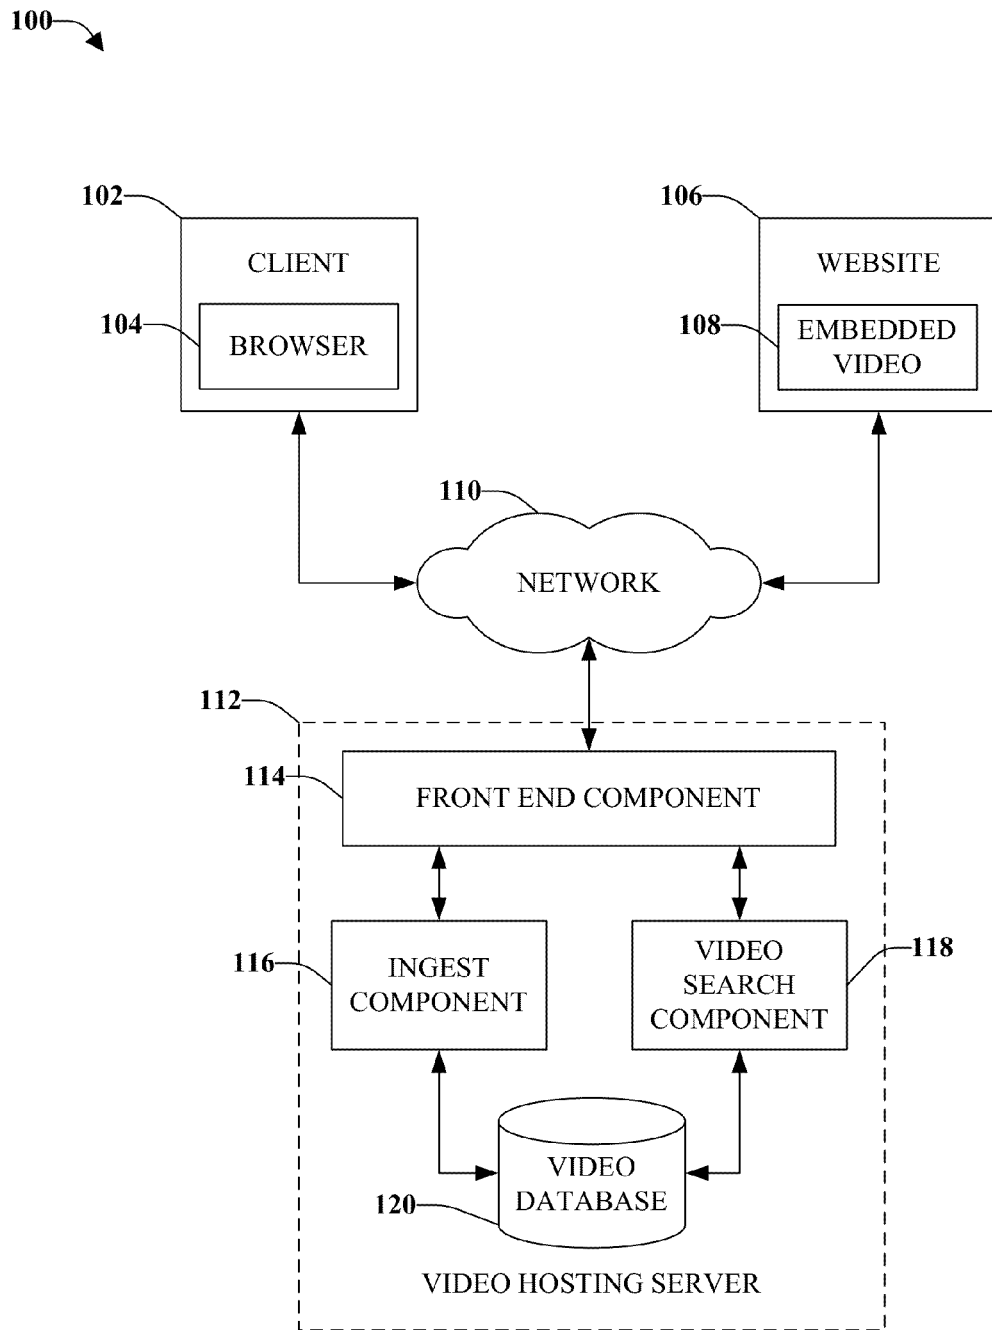 100
102
CLIENT
104
BROWSER
106
WEBSITE
108
EMBEDDED
VIDEO
110
NETWORK
112
114
FRONT END COMPONENT
116
INGEST
COMPONENT
VIDEO
SEARCH
COMPONENT
118
VIDEO
DATABASE
120
VIDEO HOSTING SERVER